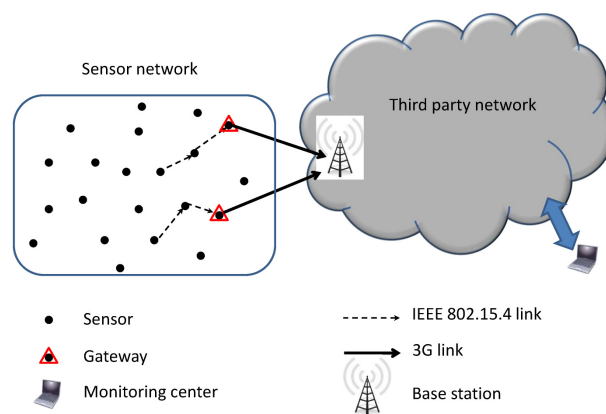 Sensor network
Third party network
Sensor
Gateway
Monitoring center
IEEE 802.15.4 link
3G link
Base station